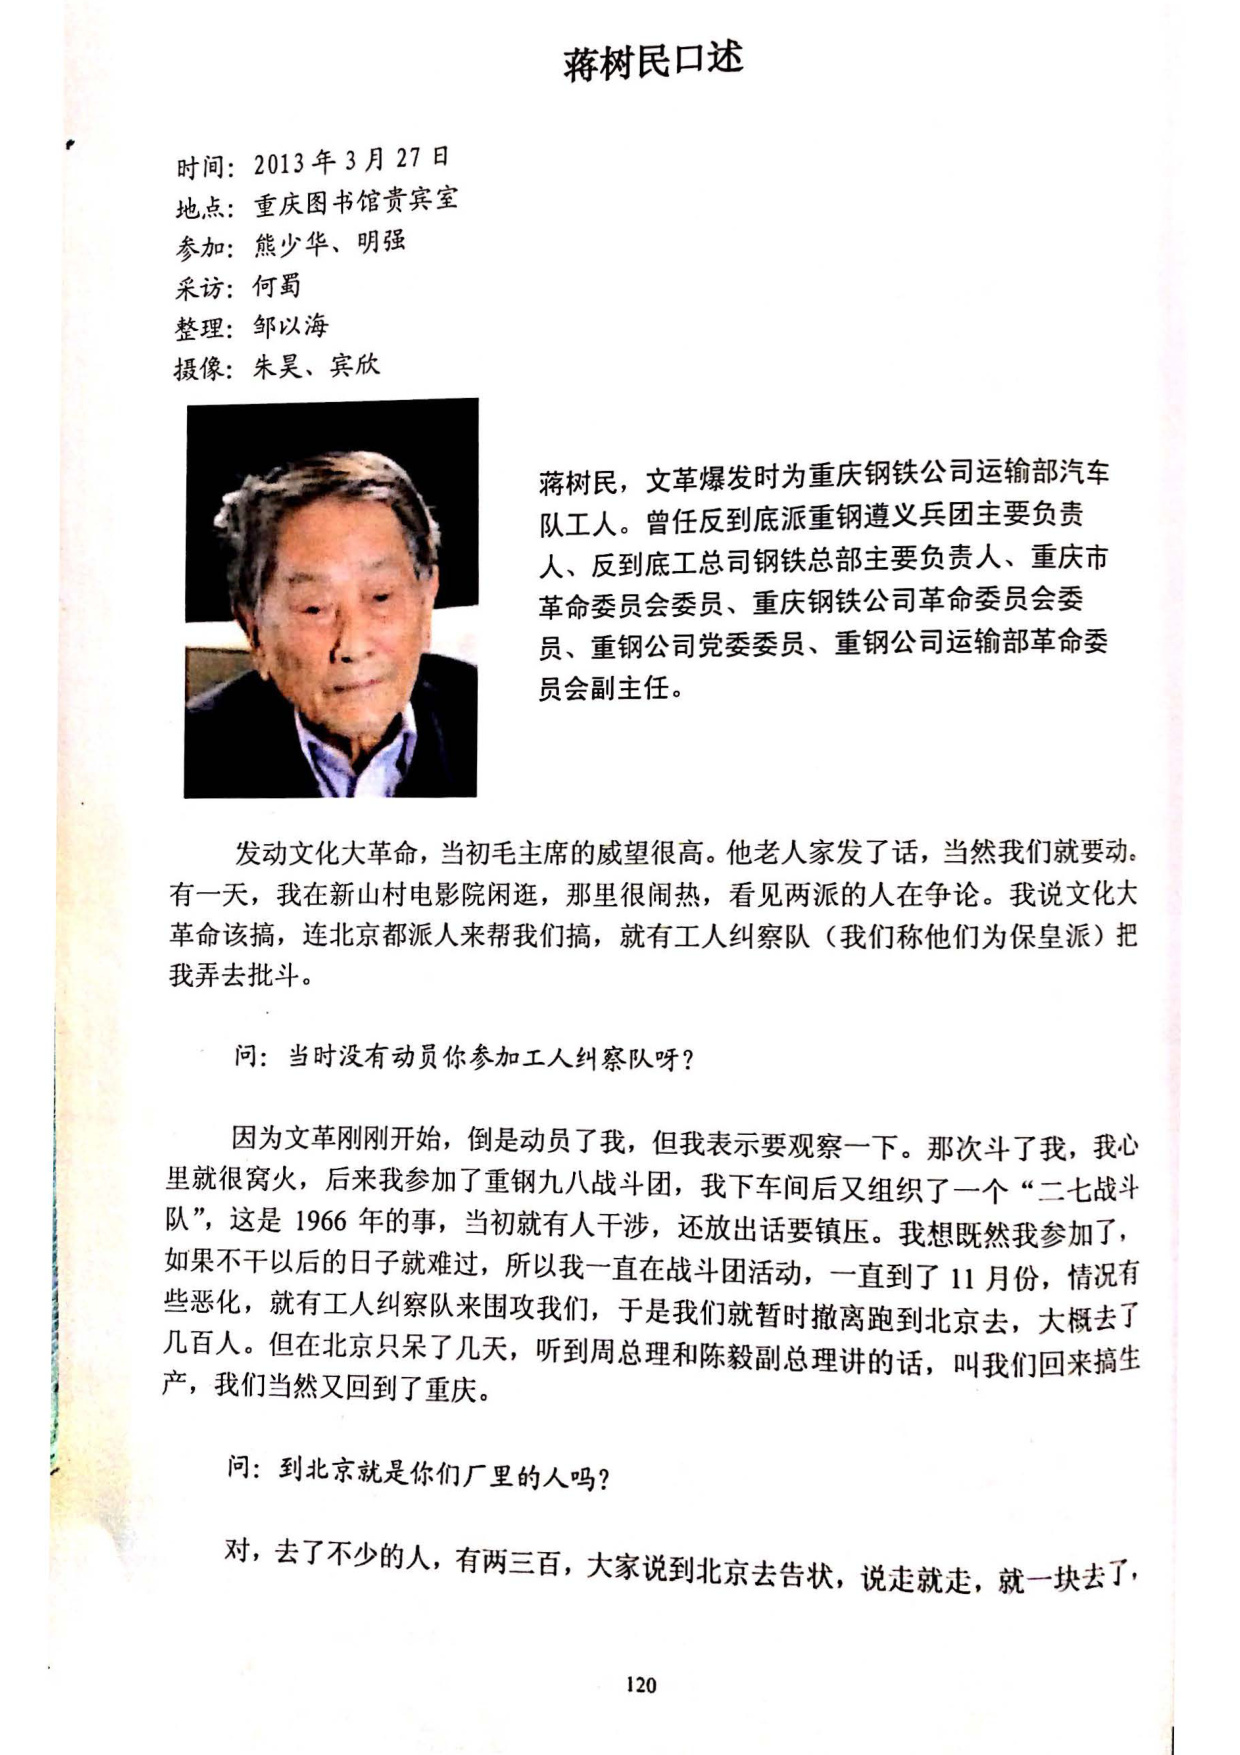 蒋树民口述
时间：2013年3月27日
地点：重庆图书馆贵宾室
参加：熊少华、明强
采访：何蜀
整理：邹以海
摄像：朱昊、宾欣
蒋树民，文革爆发时为重庆钢铁公司运输部汽车
队工人。曾任反到底派重钢遵义兵团主要负责
人、反到底工总司钢铁总部主要负责人、重庆市
革命委员会委员、重庆钢铁公司革命委员会委
员、重钢公司党委委员、重钢公司运输部革命委
员会副主任。
发动文化大革命，当初毛主席的威望很高。他老人家发了话，当然我们就要动。
有一天，我在新山村电影院闲逛，那里很闹热，看见两派的人在争论。我说文化大
革命该搞，连北京都派人来帮我们搞，就有工人纠察队（我们称他们为保皇派）把
我弄去批斗。
问：当时没有动员你参加工人纠察队呀？
因为文革刚刚开始，倒是动员了我，但我表示要观察一下。那次斗了我，我心
里就很窝火，后来我参加了重钢九八战斗团，我下车间后又组织了一个“二七战斗
队”，这是 1966 年的事，当初就有人干涉，还放出话要镇压。我想既然我参加了，
如果不干以后的日子就难过，所以我一直在战斗团活动，一直到了 11 月份，情况有
些恶化，就有工人纠察队来围攻我们，于是我们就暂时撤离跑到北京去，大概去了
几百人。但在北京只呆了几天，听到周总理和陈毅副总理讲的话，叫我们回来搞生
产，我们当然又回到了重庆。
问：到北京就是你们厂里的人吗？
对，去了不少的人，有两三百，大家说到北京去告状，说走就走，就一块去了，
120